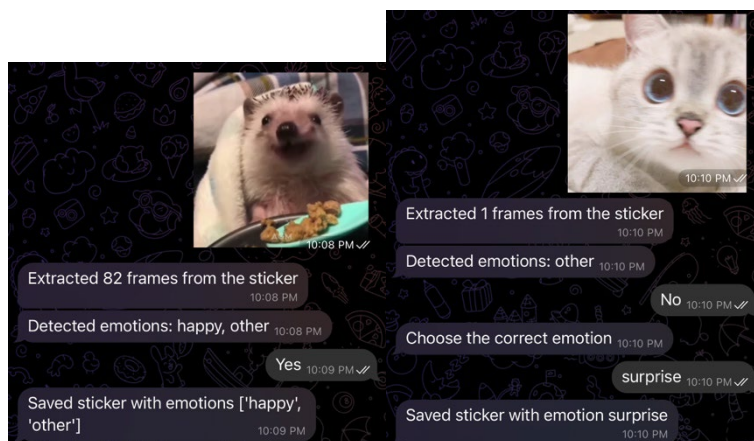 10:08 PM
Extracted 82 frames from the sticker
10:08 PM
Detected emotions: happy, other 10:08 PM
Yes 10:09 PM
Saved sticker with emotions ['happy',
'other']
10:09 PM
10:10 PM
Extracted 1 frames from the sticker
10:10 PM
Detected emotions: other 10:10 PM
No 10:10 PM
Choose the correct emotion 10:10 PM
surprise 10:10 PM
Saved sticker with emotion surprise
10:10 PM